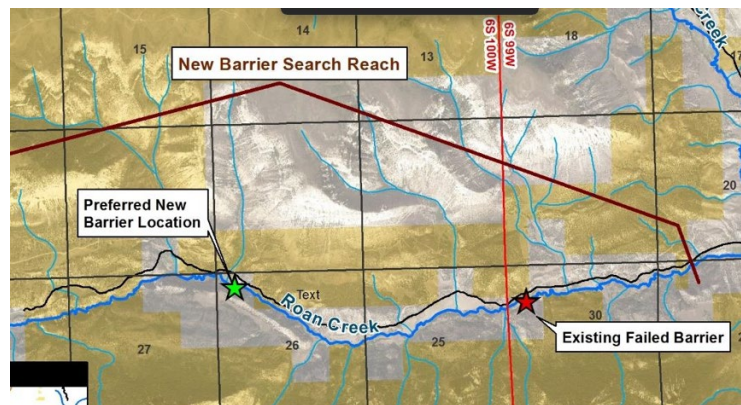 14
18
Creek
15
13
17
New Barrier Search Reach
6S 100W
6S 99W
20
Preferred New
Barrier Location
Text
Roan Creek
30
Existing Failed Barrier
27
26
25